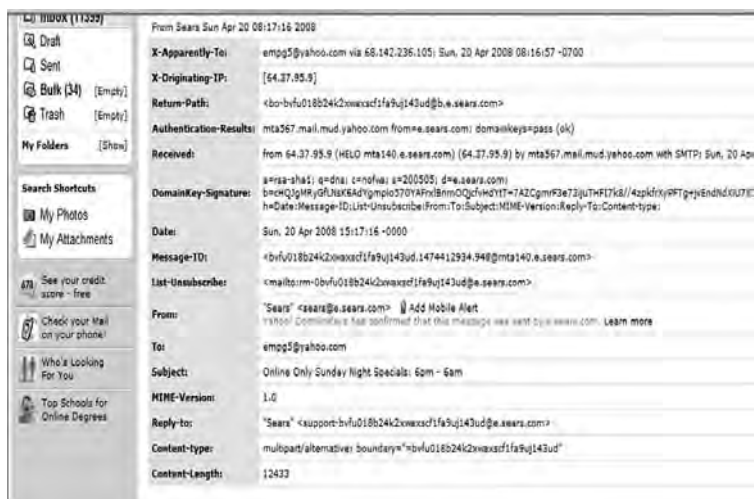 Inbox (11359)
Draft
Sent
Bulk (34) [Empty]
Trash [Empty]
My Folders [Show]
Search Shortcuts
My Photos
My Attachments
See your credit
score - free
Check your Mail
on your phone!
Who's Looking
For You
Top Schools for
Online Degrees
From Sears Sun Apr 20 08:17:16 2008
X-Apparently-To: empg5@yahoo.com via 68.142.236.105; Sun, 20 Apr 2008 08:16:57 -0700
X-Originating-IP: [64.37.95.9]
Return-Path: <bo-bvfu018b24k2xwaxscf1fa9uj143ud@b.e.sears.com>
Authentication-Results: mta567.mail.mud.yahoo.com from=e.sears.com; domainkeys=pass (ok)
Received: from 64.37.95.9 (HELO mta140.e.sears.com) (64.37.95.9) by mta567.mail.mud.yahoo.com with SMTP; Sun, 20 Apr
a=rsa-sha1; q=dns; c=nofws; s=200505; d=e.sears.com;
DomainKey-Signature:
h=Date:Message-ID:List-Unsubscribe:From:To:Subject:MIME-Version:Reply-To:Content-type;
Date: Sun, 20 Apr 2008 15:17:16 -0000
Message-ID: <bvfu018b24k2xwaxscf1fa9uj143ud.1474412934.948@mta140.e.sears.com>
List-Unsubscribe: <mailto:rm-0bvfu018b24k2xwaxscf1fa9uj143ud@e.sears.com>
From: "Sears" <sears@e.sears.com> Add Mobile Alert
Yahoo! DomainKeys has confirmed that this message was sent by e.sears.com. Learn more
To: empg5@yahoo.com
Subject: Online Only Sunday Night Specials: 6pm - 6am
MIME-Version: 1.0
Reply-to: "Sears" <support-bvfu018b24k2xwaxscf1fa9uj143ud@e.sears.com>
Content-type: multipart/alternative; boundary="=bvfu018b24k2xwaxscf1fa9uj143ud"
Content-Length: 12433